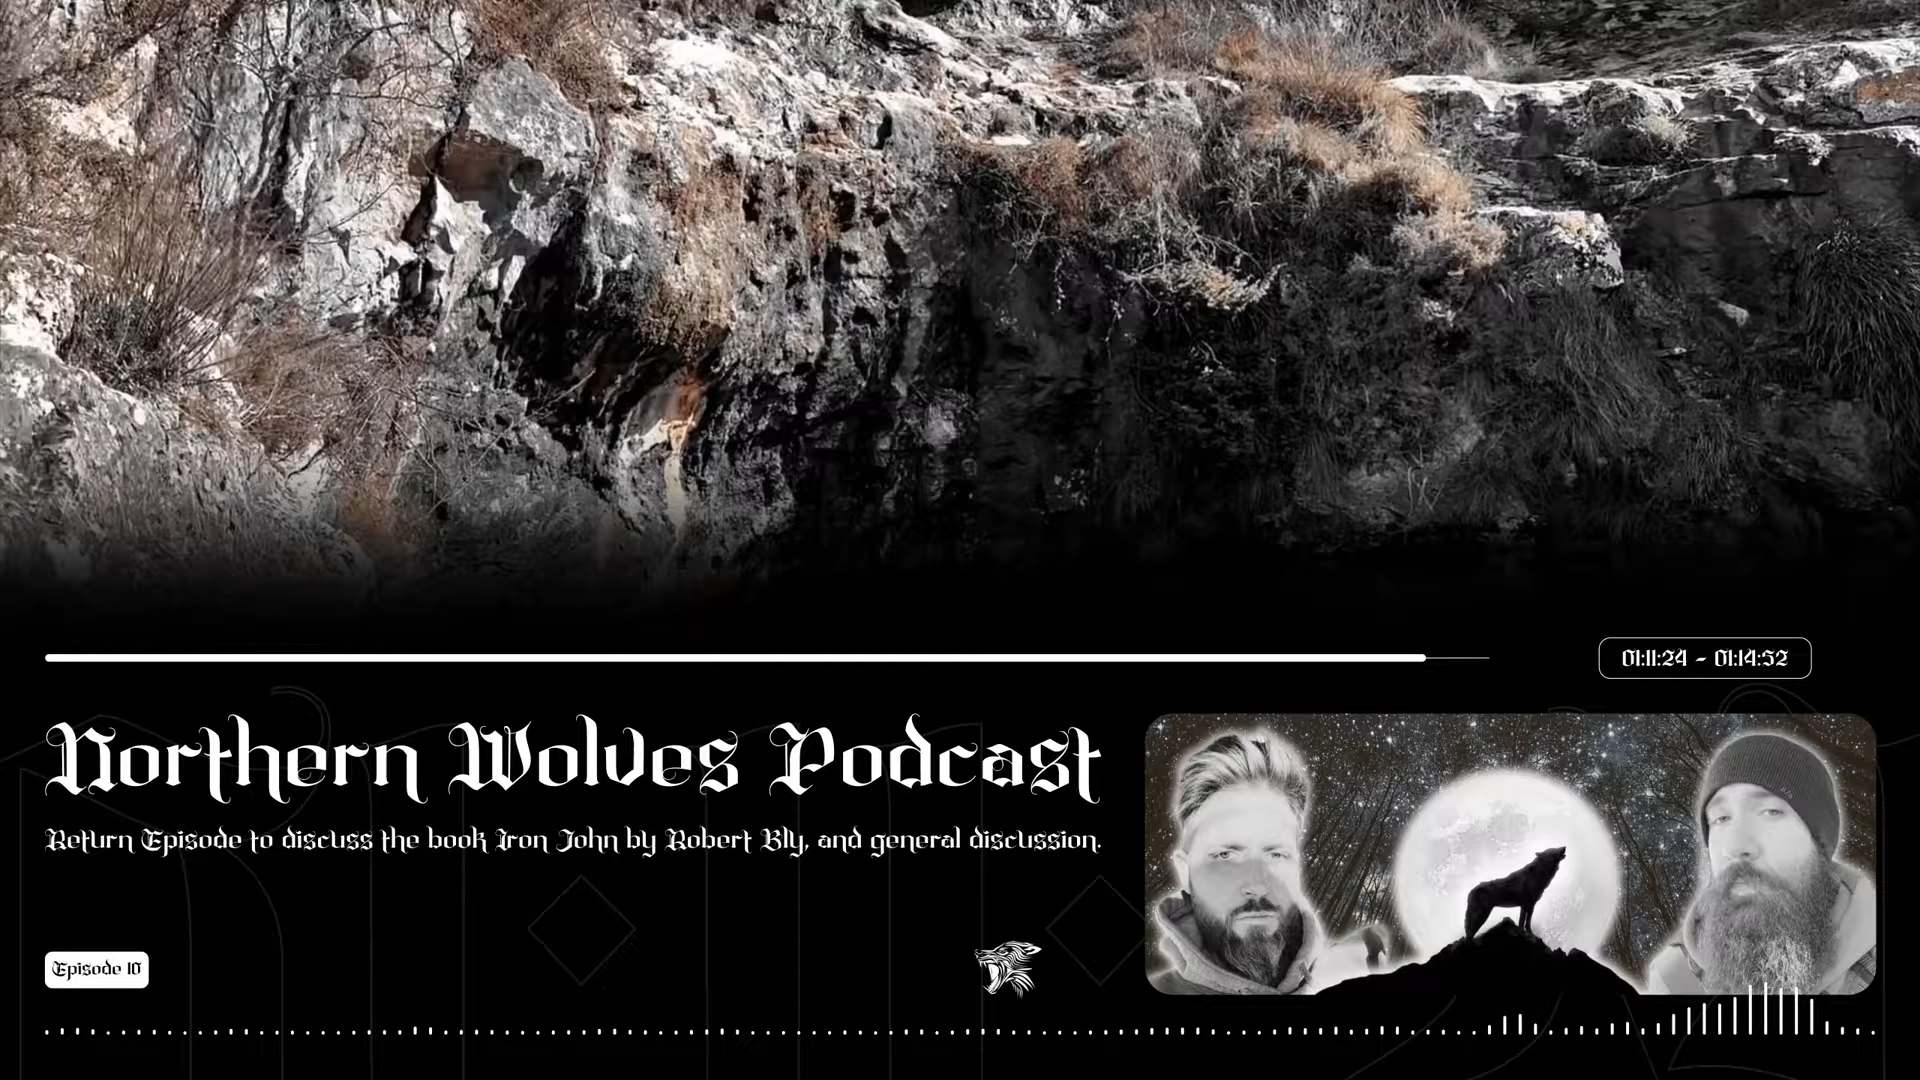 01:11:24 - 01:14:52
Northern Wolves Podcast
Return Episode to discuss the book Iron John by Robert Bly, and general discussion.
Episode 10